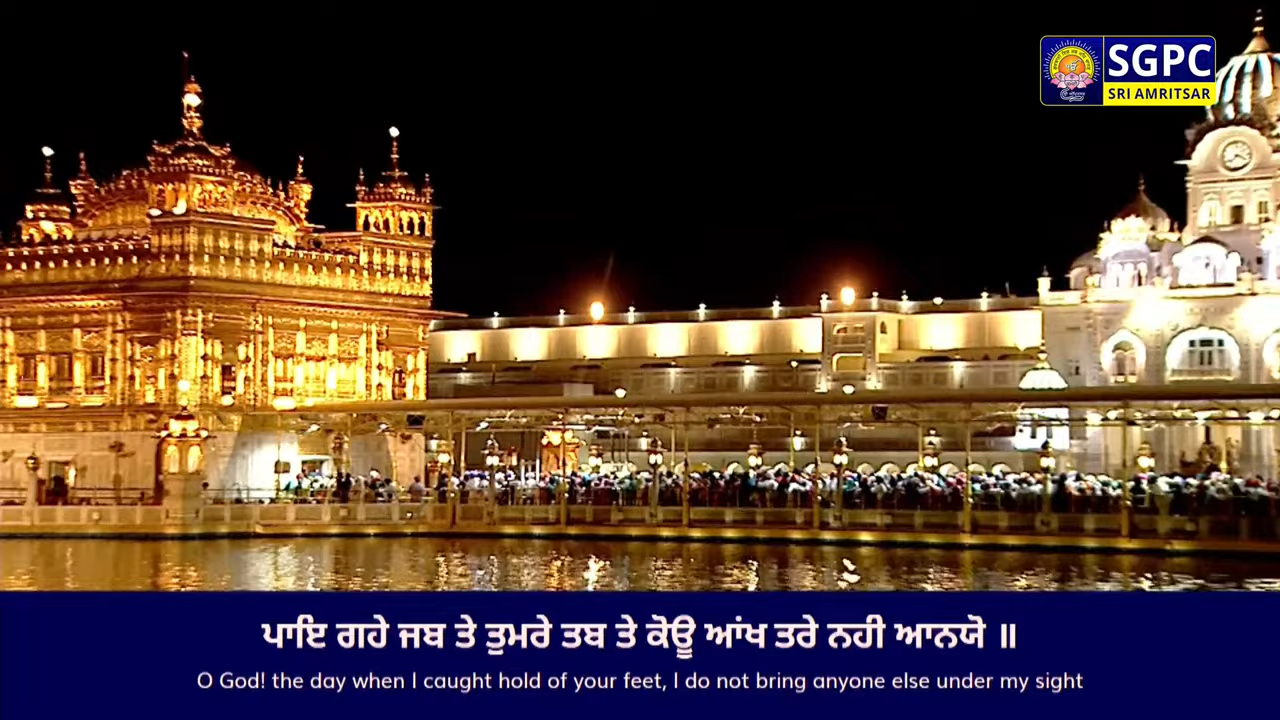 SGPC
SRI AMRITSAR
ਪਾਇ ਗਹੇ ਜਬ ਤੇ ਤੁਮਰੇ ਤਬ ਤੇ ਕੋਊ ਆਂਖ ਤਰੇ ਨਹੀ ਆਨਯੋ ॥
O God! the day when I caught hold of your feet, I do not bring anyone else under my sight